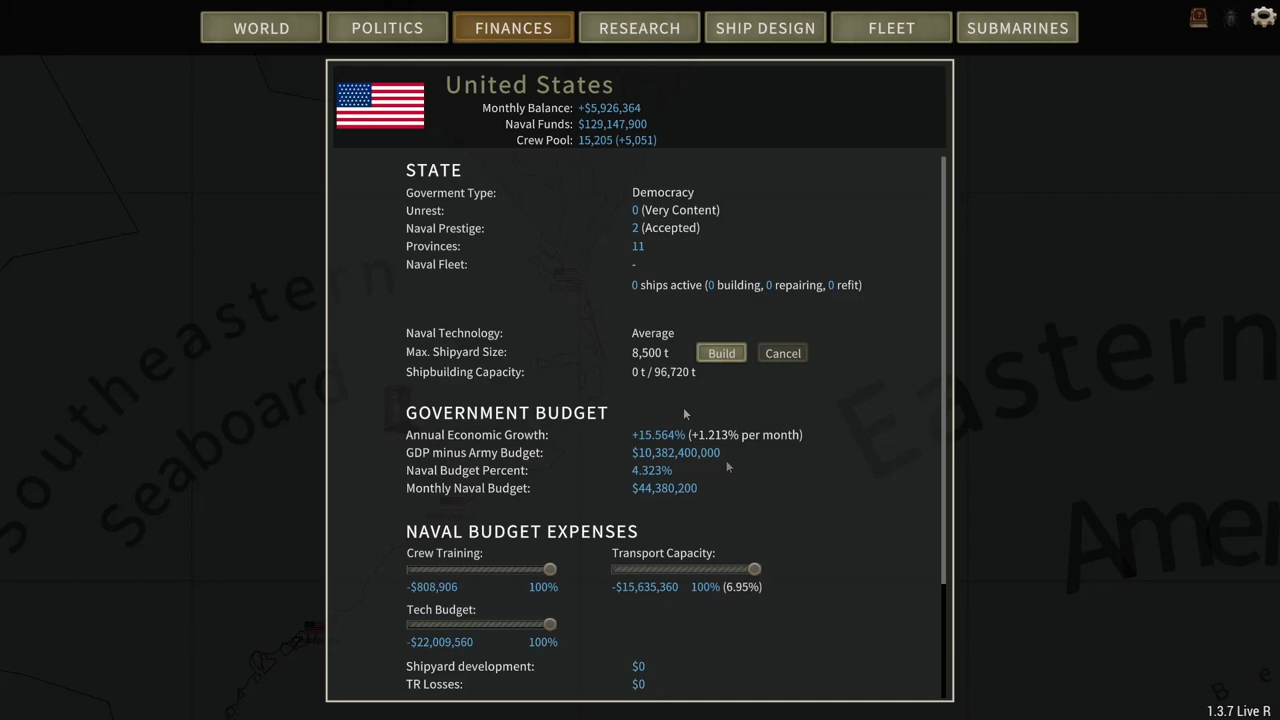 WORLD POLITICS FINANCES RESEARCH SHIP DESIGN FLEET SUBMARINES
United States
Monthly Balance: +$5,926,364
Naval Funds: $129,147,900
Crew Pool: 15,205 (+5,051)
STATE
Goverment Type: Democracy
Unrest: 0 (Very Content)
Naval Prestige: 2 (Accepted)
Provinces: 11
Naval Fleet: -
0 ships active (0 building, 0 repairing, 0 refit)
Naval Technology: Average
Max. Shipyard Size: 8,500 t Build Cancel
Shipbuilding Capacity: 0 t / 96,720 t
GOVERNMENT BUDGET
Annual Economic Growth: +15.564% (+1.213% per month)
GDP minus Army Budget: $10,382,400,000
Naval Budget Percent: 4.323%
Monthly Naval Budget: $44,380,200
NAVAL BUDGET EXPENSES
Crew Training: Transport Capacity:
-$808,906 100% -$15,635,360 100% (6.95%)
Tech Budget:
-$22,009,560 100%
Shipyard development: $0
TR Losses: $0
Southeastern
Seaboard
Eastern
Amer
1.3.7 Live R